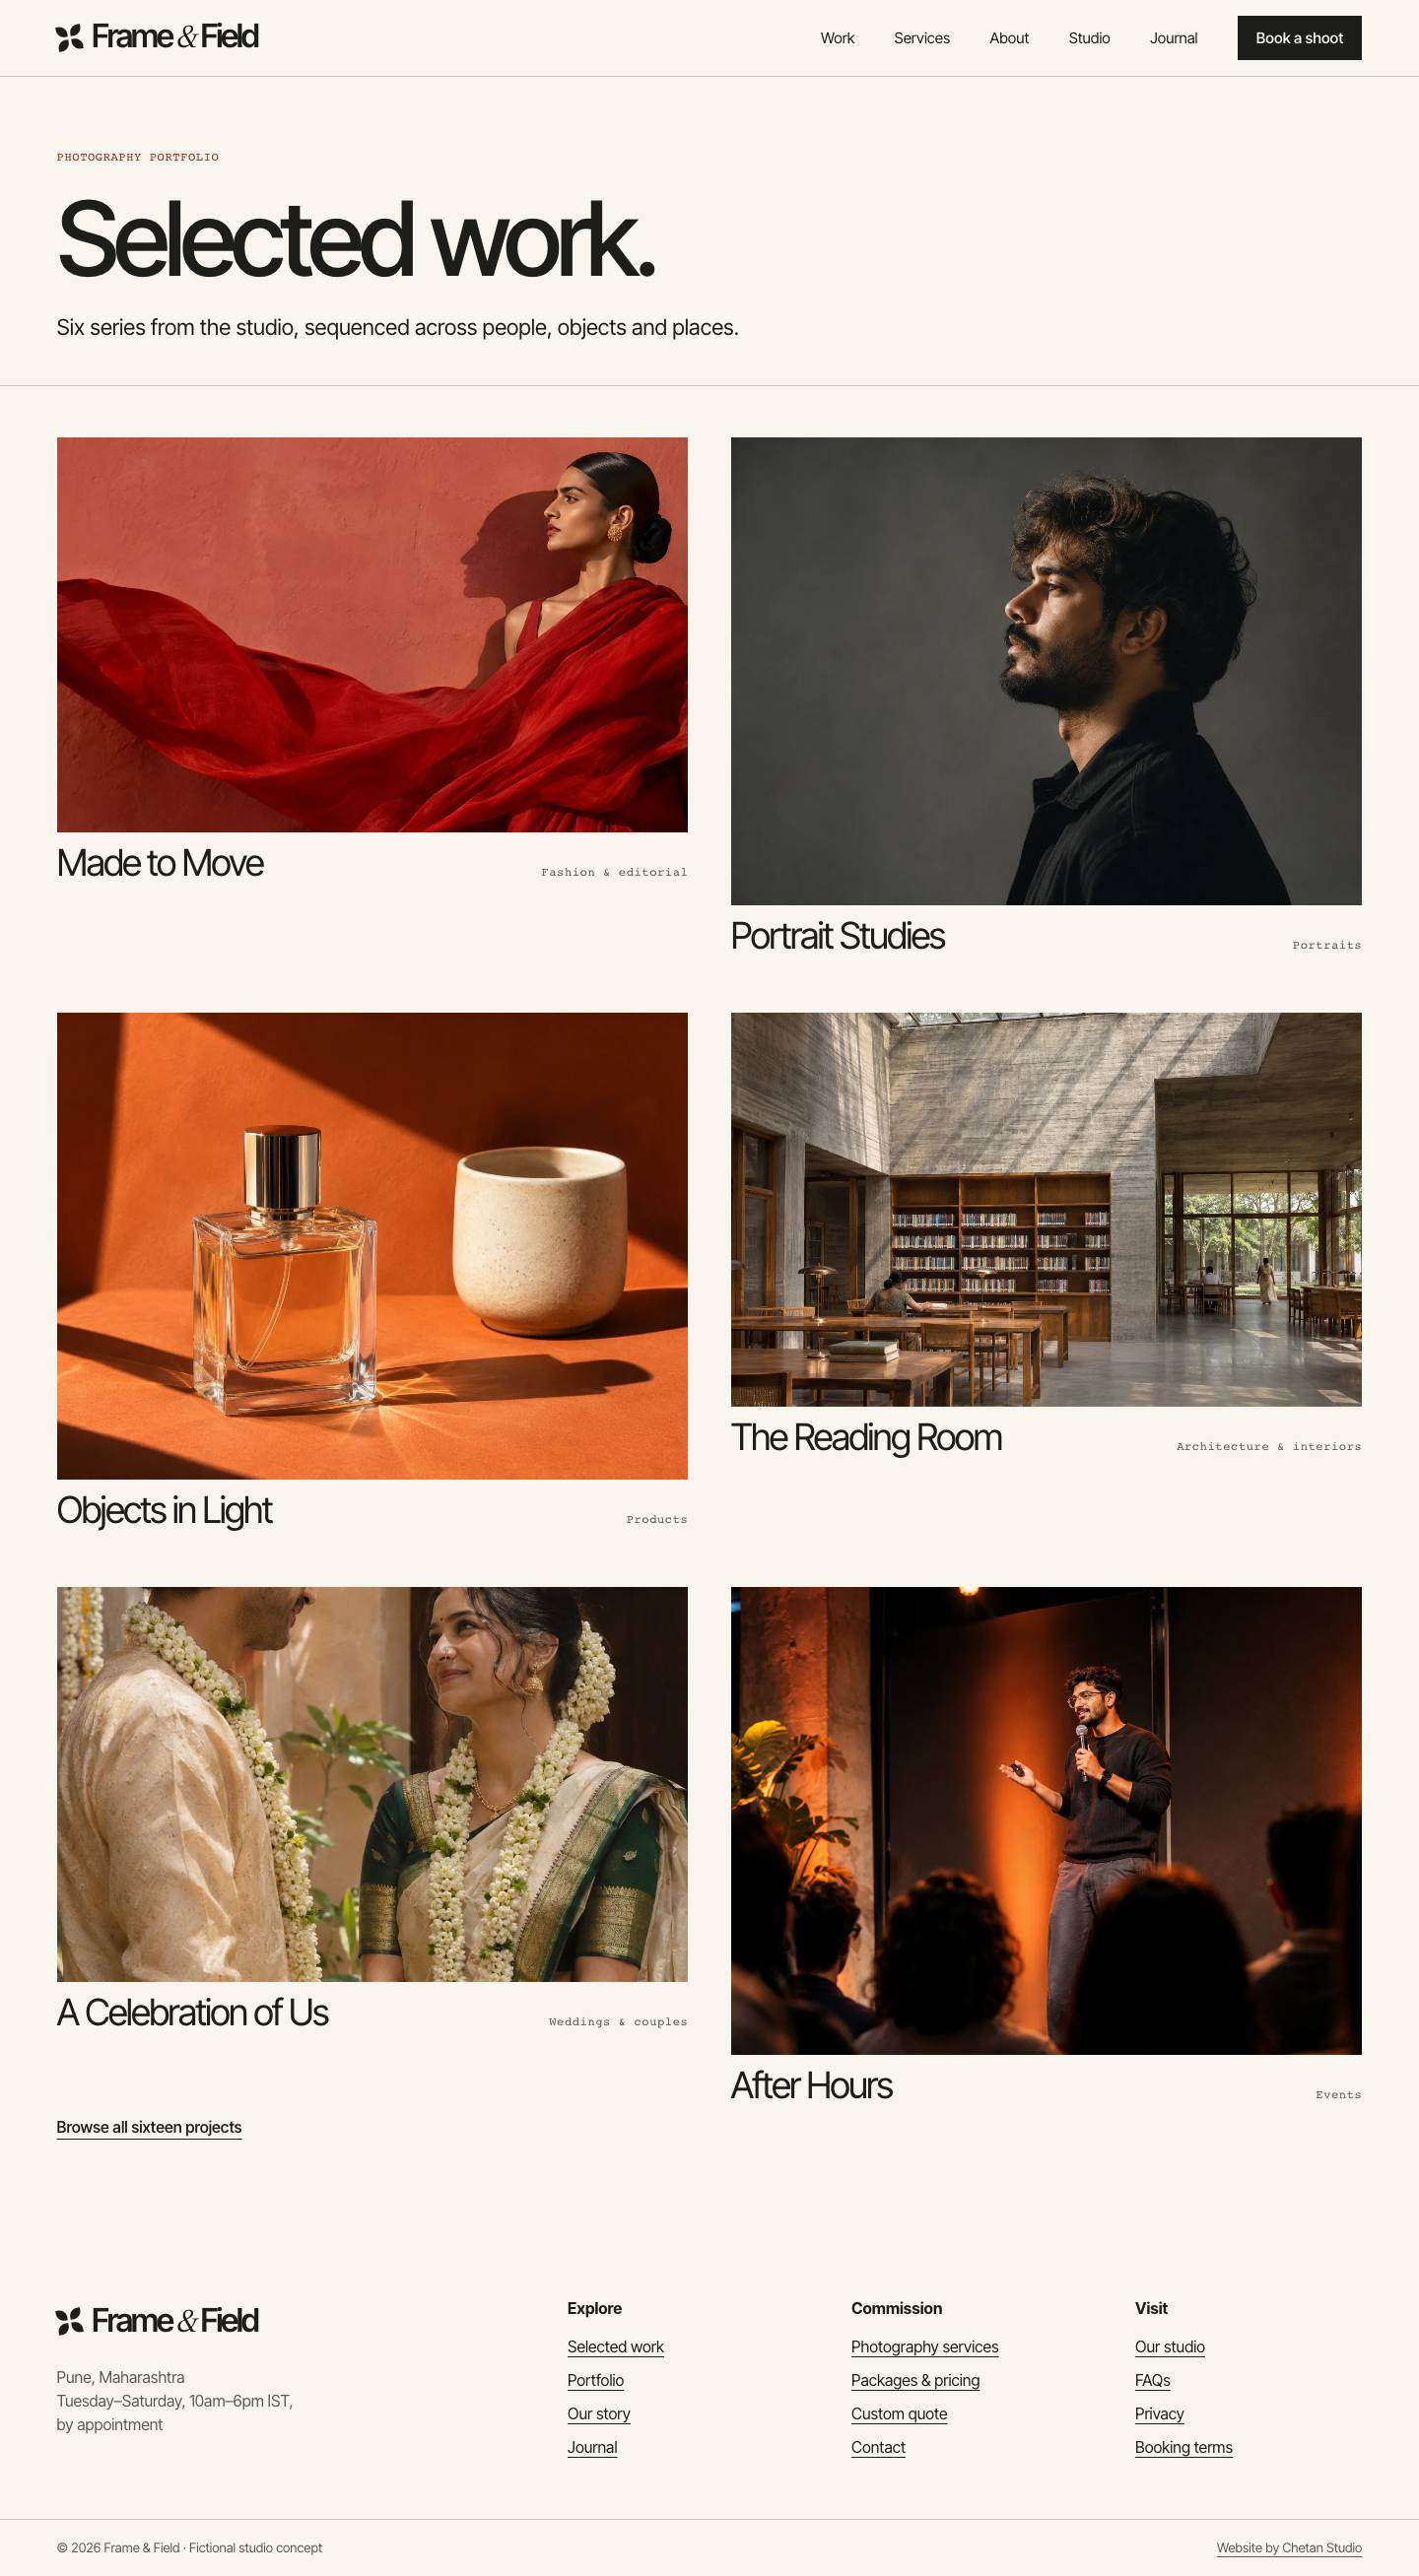 Frame & Field
Work
Services
About
Studio
Journal
Book a shoot
PHOTOGRAPHY PORTFOLIO
Selected work.
Six series from the studio, sequenced across people, objects and places.
Made to Move
Fashion & editorial
Portrait Studies
Portraits
Objects in Light
Products
The Reading Room
Architecture & interiors
A Celebration of Us
Weddings & couples
After Hours
Events
Browse all sixteen projects
Frame & Field
Pune, Maharashtra
Tuesday–Saturday, 10am–6pm IST,
by appointment
Explore
Selected work
Portfolio
Our story
Journal
Commission
Photography services
Packages & pricing
Custom quote
Contact
Visit
Our studio
FAQs
Privacy
Booking terms
© 2026 Frame & Field · Fictional studio concept
Website by Chetan Studio